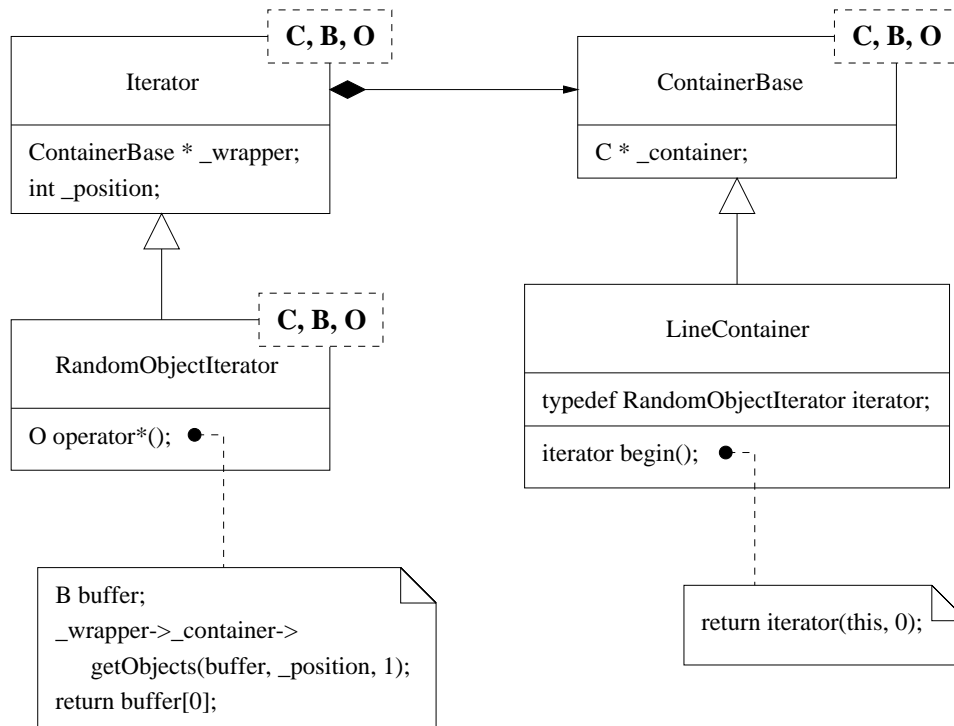 C, B, O
Iterator
ContainerBase * _wrapper;
int _position;
C, B, O
ContainerBase
C * _container;
C, B, O
RandomObjectIterator
O operator*();
LineContainer
typedef RandomObjectIterator iterator;
iterator begin();
B buffer;
_wrapper->_container->
getObjects(buffer, _position, 1);
return buffer[0];
return iterator(this, 0);